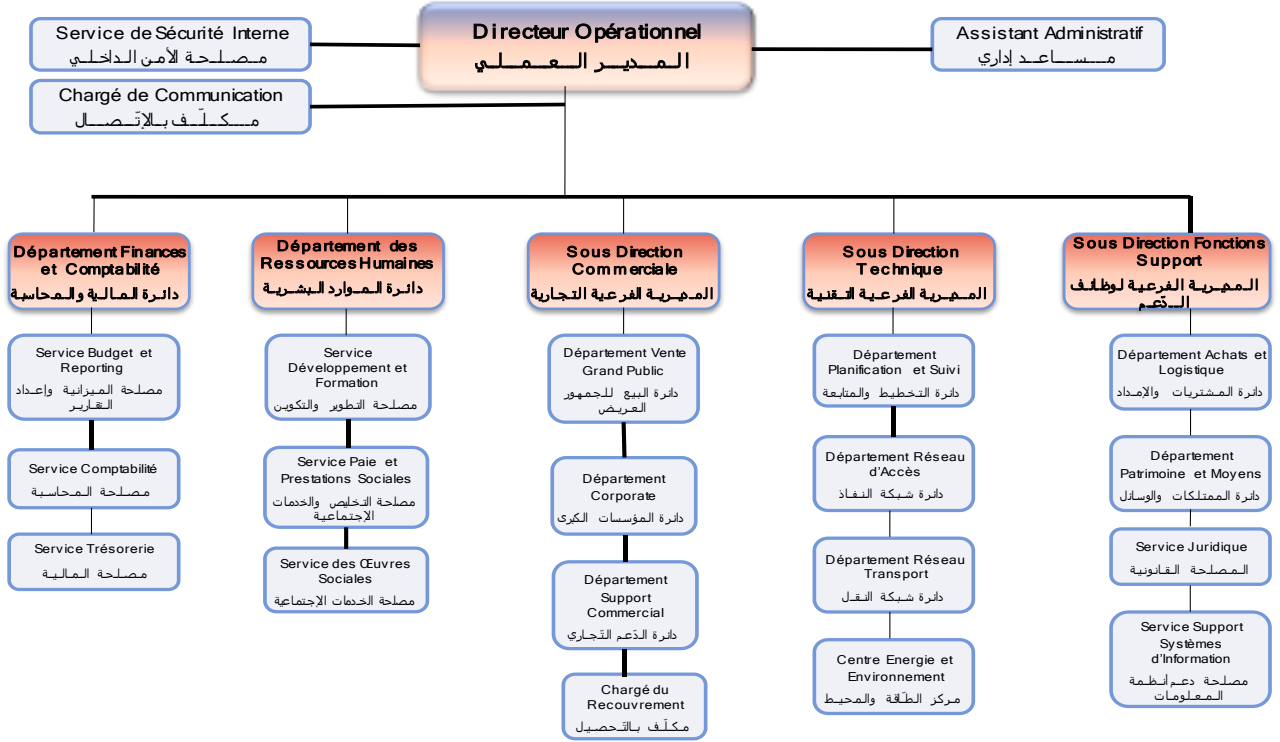 Service de Sécurité Interne
مصلحة الأمن الداخلي
Directeur Opérationnel
المدير العملي
Assistant Administratif
مساعد إداري
Chargé de Communication
مكلّف بالإتّصال
Département Finances
et Comptabilité
دائرة المالية والمحاسبة
Département des
Ressources Humaines
دائرة الموارد البشرية
Sous Direction
Commerciale
المديرية الفرعية التجارية
Sous Direction
Technique
المديرية الفرعية التقنية
Sous Direction Fonctions
Support
المديرية الفرعية لوظائف
الدّعم
Service Budget et
Reporting
مصلحة الميزانية وإعداد
التقارير
Service Comptabilité
مصلحة المحاسبة
Service Trésorerie
مصلحة المالية
Service
Développement et
Formation
مصلحة التطوير والتكوين
Service Paie et
Prestations Sociales
مصلحة التخليص والخدمات
الإجتماعية
Service des Œuvres
Sociales
مصلحة الخدمات الإجتماعية
Département Vente
Grand Public
دائرة البيع للجمهور
العريض
Département
Corporate
دائرة المؤسسات الكبرى
Département
Support
Commercial
دائرة الدّعم التّجاري
Chargé du
Recouvrement
مكلّف بالتّحصيل
Département
Planification et Suivi
دائرة التخطيط والمتابعة
Département Réseau
d'Accès
دائرة شبكة النفاذ
Département Réseau
Transport
دائرة شبكة النقل
Centre Energie et
Environnement
مركز الطّاقة والمحيط
Département Achats et
Logistique
دائرة المشتريات والإمداد
Département
Patrimoine et Moyens
دائرة الممتلكات والوسائل
Service Juridique
المصلحة القانونية
Service Support
Systèmes
d'Information
مصلحة دعم أنظمة
المعلومات